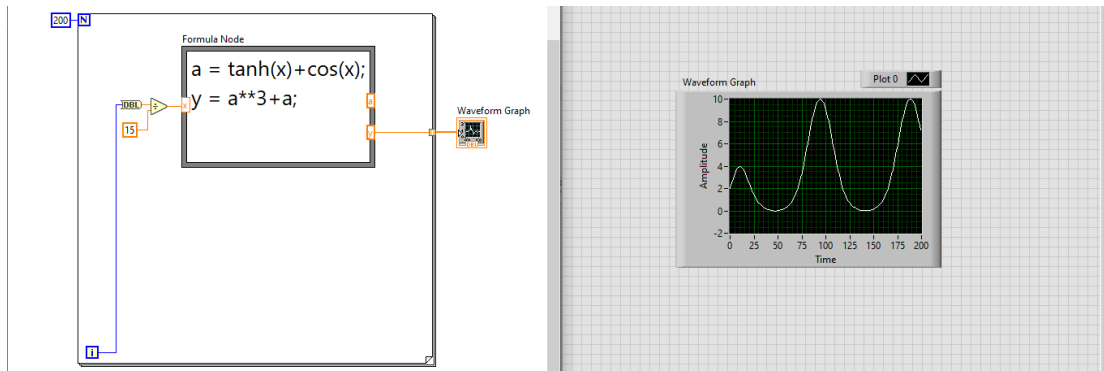 200 N
Formula Node
a = tanh(x)+cos(x);
y = a**3+a;
DBL
÷
x
a
15
y
i
Waveform Graph
DBL
Waveform Graph
Plot 0
Amplitude
10
8
6
4
2
0
-2
0 25 50 75 100 125 150 175 200
Time